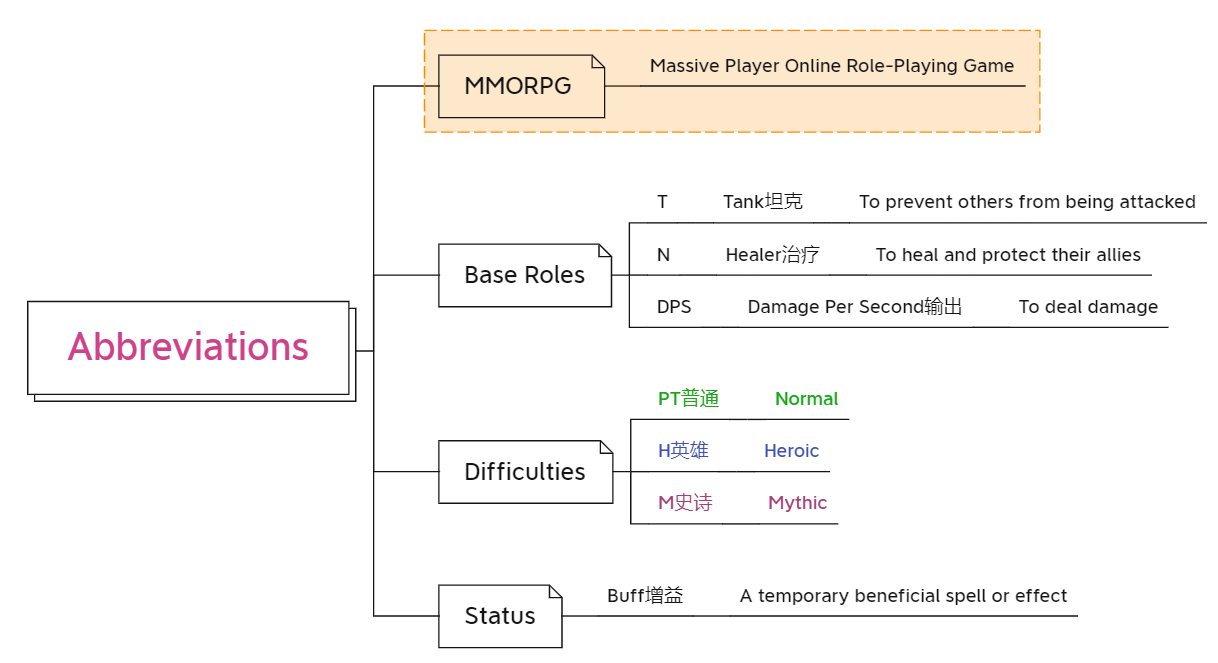 Abbreviations
MMORPG
Massive Player Online Role-Playing Game
Base Roles
T Tank坦克 To prevent others from being attacked
N Healer治疗 To heal and protect their allies
DPS Damage Per Second输出 To deal damage
Difficulties
PT普通 Normal
H英雄 Heroic
M史诗 Mythic
Status
Buff增益 A temporary beneficial spell or effect